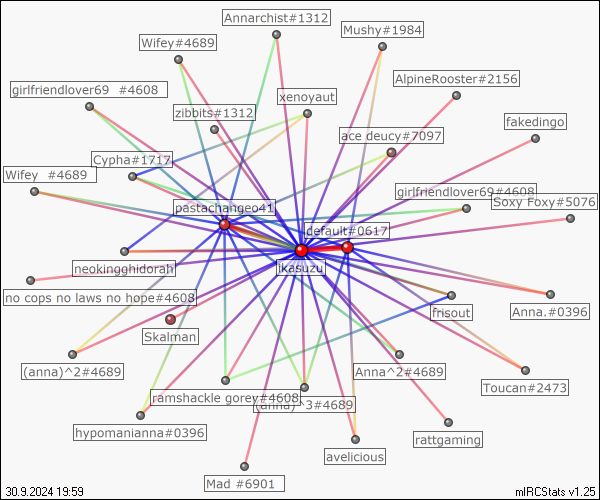 Annarchist#1312
Mushy#1984
Wifey#4689
AlpineRooster#2156
girlfriendlover69 #4608
xenoyaut
zibbits#1312
fakedingo
ace deucy#7097
Cypha#1717
Wifey #4689
girlfriendlover69#4608
Soxy Foxy#5076
pastachangeo41
default#0617
neokingghidorah
ikasuzu
no cops no laws no hope#4608
frisout
Anna.#0396
Skalman
(anna)^2#4689
Anna^2#4689
Toucan#2473
ramshackle gorey#4608
(anna)^3#4689
hypomanianna#0396
rattgaming
avelicious
Mad #6901
30.9.2024 19:59
mIRCStats v1.25